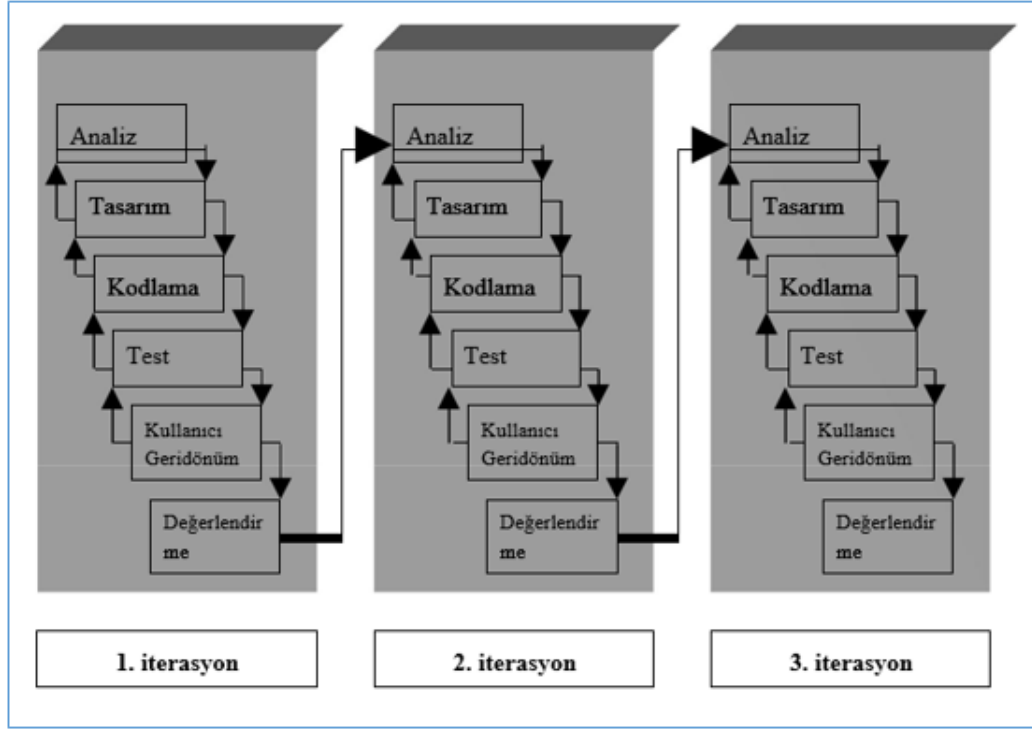 Analiz
Tasarım
Kodlama
Test
Kullanıcı
Geridönüm
Değerlendir
me
1. iterasyon
Analiz
Tasarım
Kodlama
Test
Kullanıcı
Geridönüm
Değerlendir
me
2. iterasyon
Analiz
Tasarım
Kodlama
Test
Kullanıcı
Geridönüm
Değerlendir
me
3. iterasyon